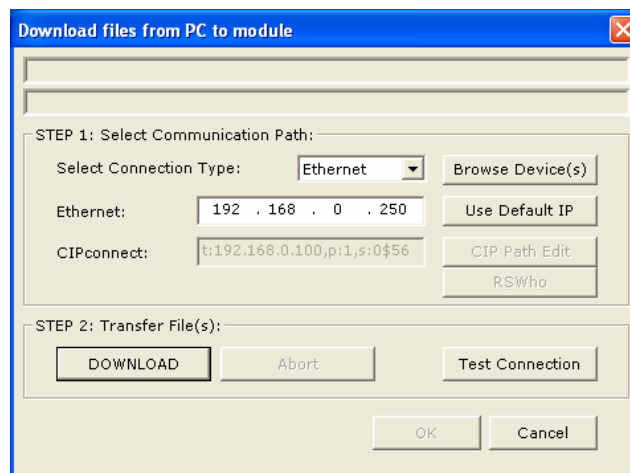 Download files from PC to module
STEP 1: Select Communication Path:
Select Connection Type: Ethernet Browse Device(s)
Ethernet: 192 . 168 . 0 . 250 Use Default IP
CIPconnect: t:192.168.0.100,p:1,s:0$56 CIP Path Edit
RSWho
STEP 2: Transfer File(s):
DOWNLOAD Abort Test Connection
OK Cancel